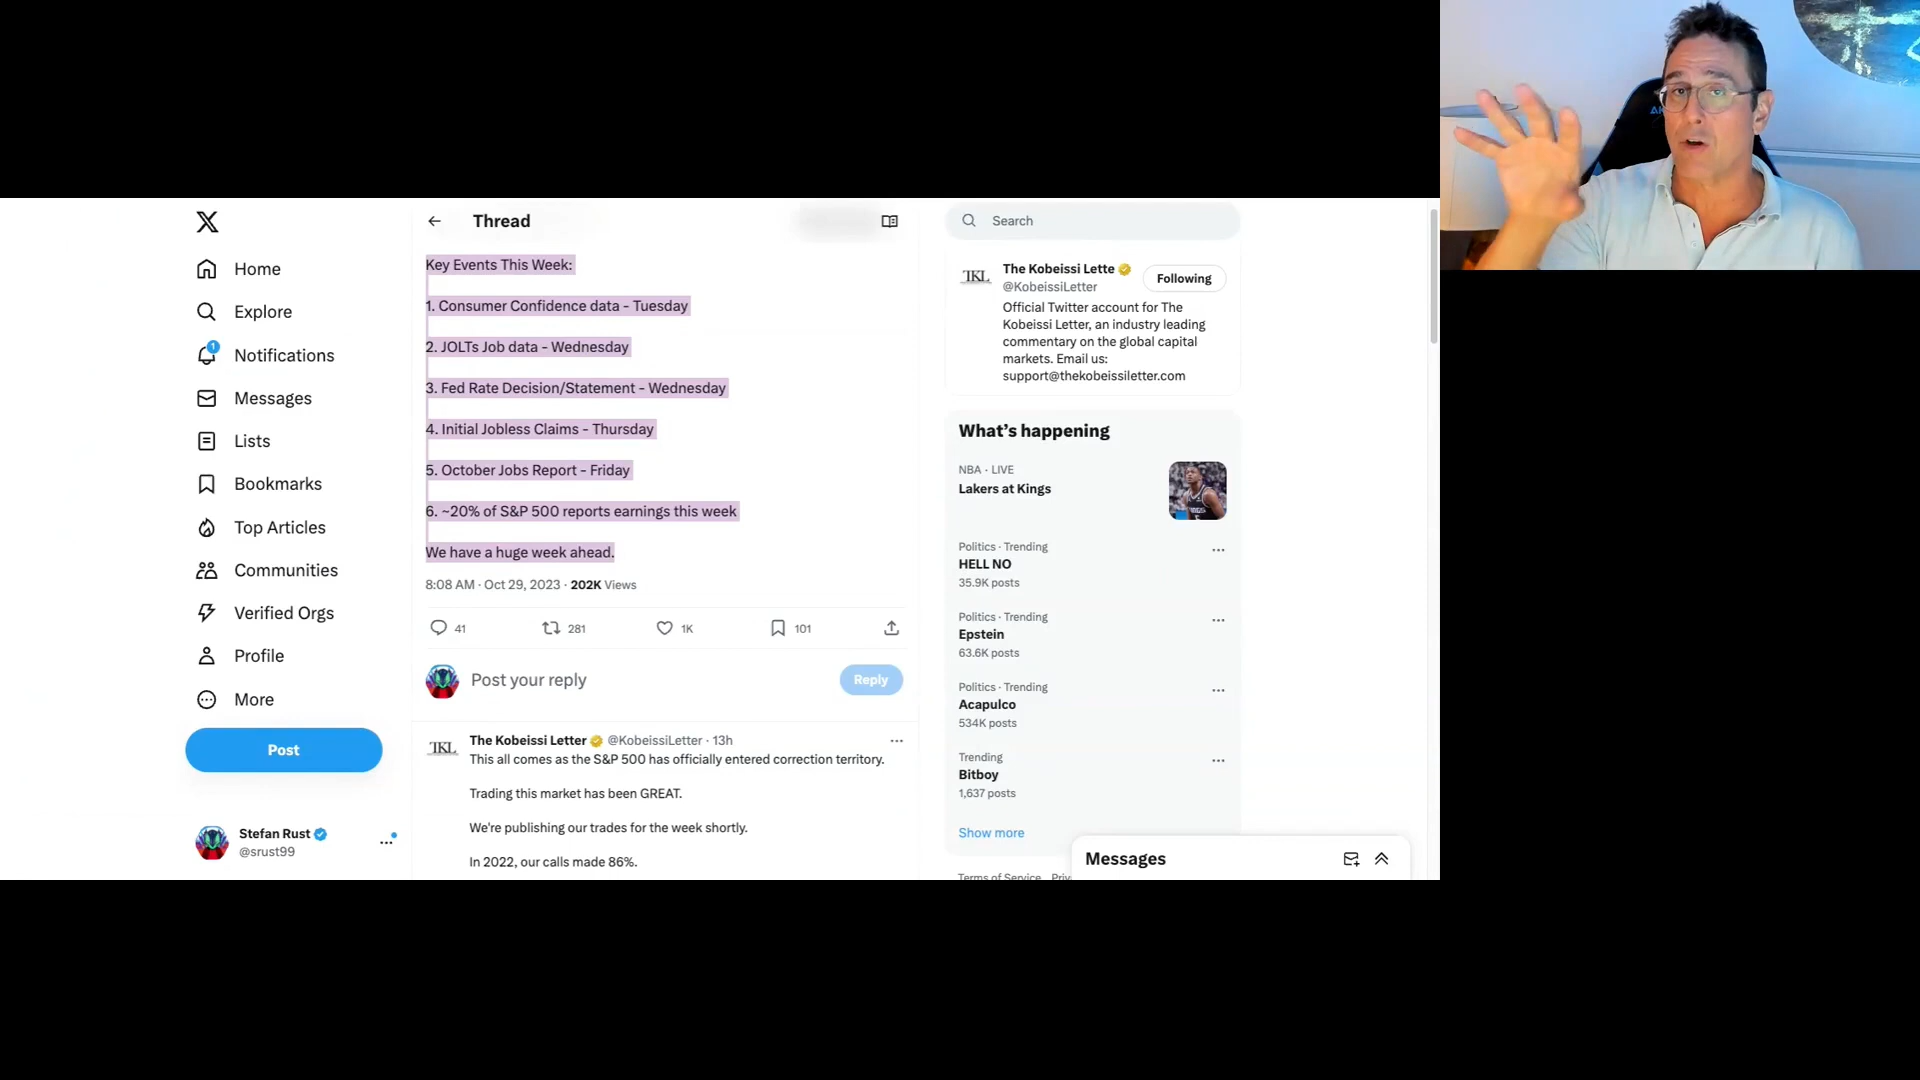 Thread
Home
Explore
1
Notifications
Messages
Lists
Bookmarks
Top Articles
Communities
Verified Orgs
Profile
More
Post
Stefan Rust
@srust99
Key Events This Week:
1. Consumer Confidence data - Tuesday
2. JOLTs Job data - Wednesday
3. Fed Rate Decision/Statement - Wednesday
4. Initial Jobless Claims - Thursday
5. October Jobs Report - Friday
6. ~20% of S&P 500 reports earnings this week
We have a huge week ahead.
8:08 AM · Oct 29, 2023 · 202K Views
41 281 1K 101
Post your reply
Reply
TKL
The Kobeissi Letter @KobeissiLetter · 13h
This all comes as the S&P 500 has officially entered correction territory.
Trading this market has been GREAT.
We're publishing our trades for the week shortly.
In 2022, our calls made 86%.
Search
TKL
The Kobeissi Lette
@KobeissiLetter
Following
Official Twitter account for The
Kobeissi Letter, an industry leading
commentary on the global capital
markets. Email us:
support@thekobeissiletter.com
What's happening
NBA · LIVE
Lakers at Kings
Politics · Trending
HELL NO
35.9K posts
Politics · Trending
Epstein
63.6K posts
Politics · Trending
Acapulco
534K posts
Trending
Bitboy
1,637 posts
Show more
Messages
Terms of Service